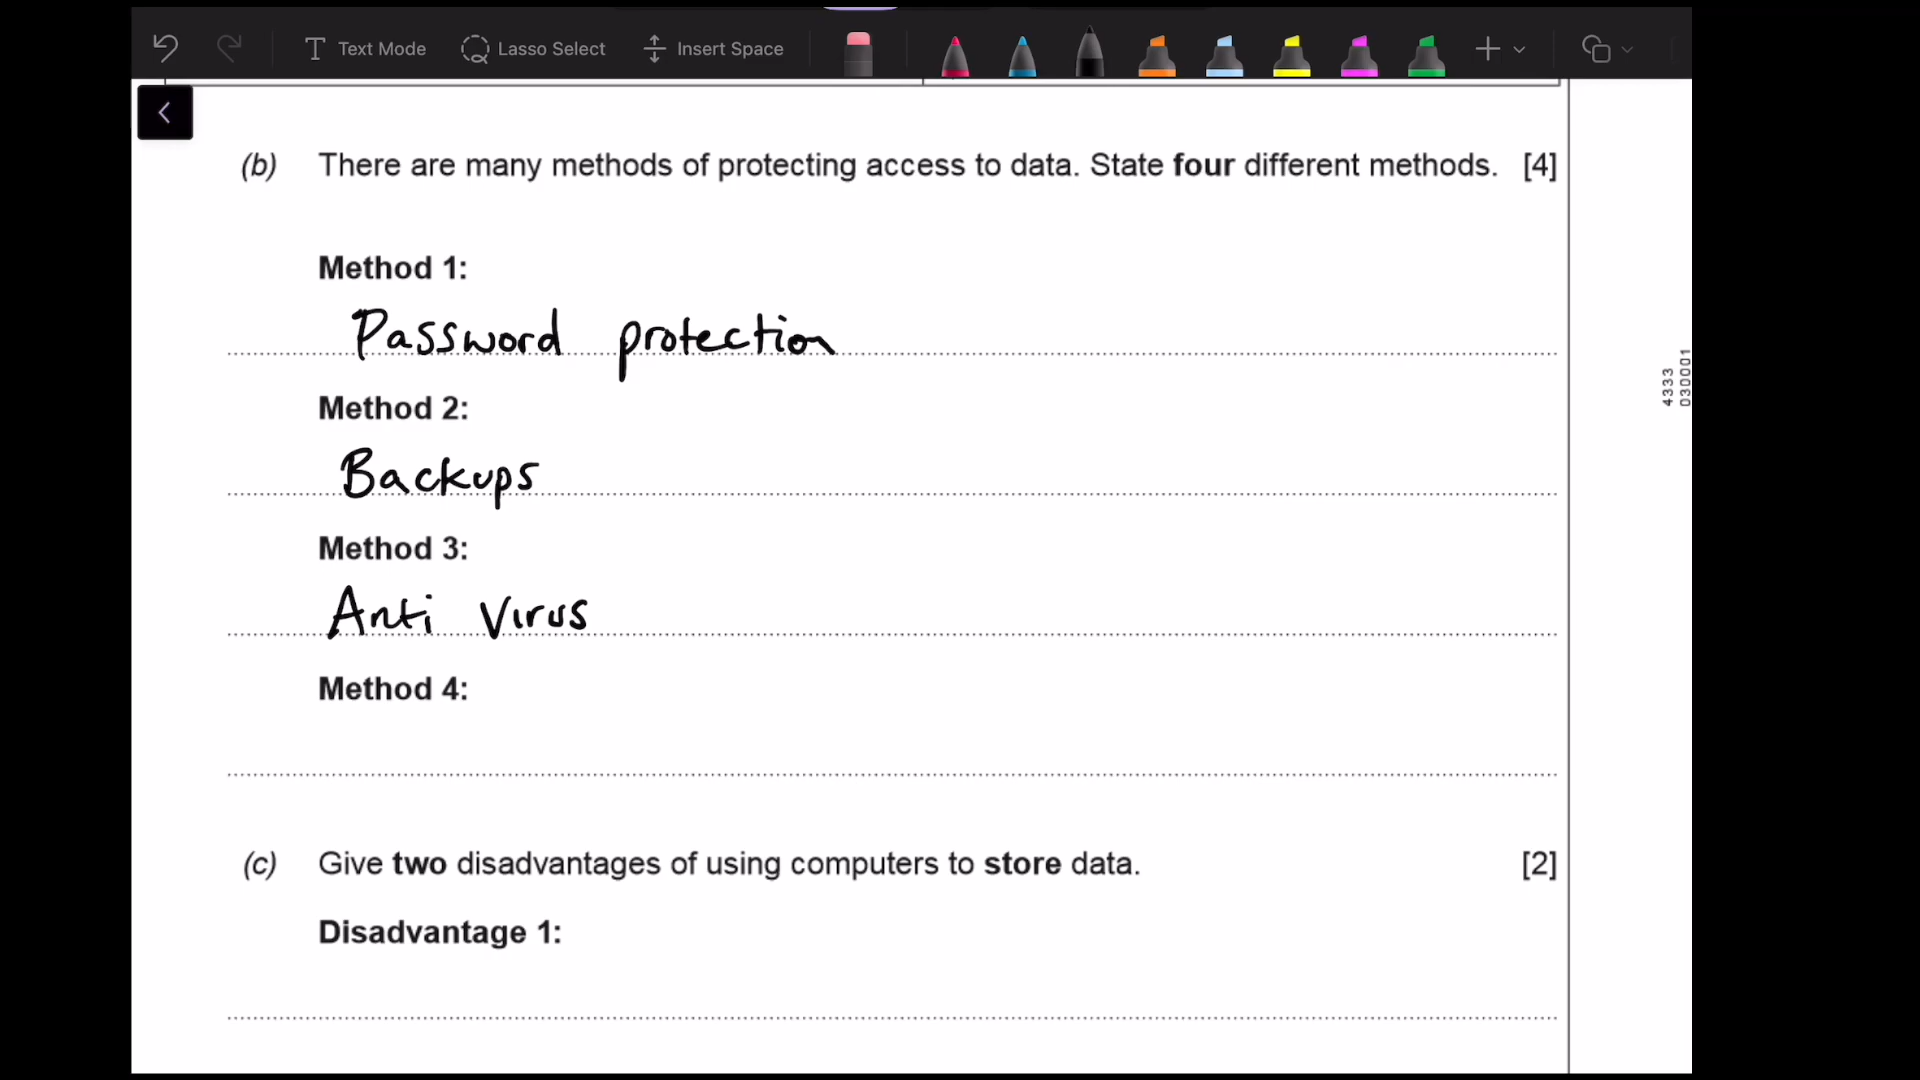 Text Mode Lasso Select Insert Space
(b) There are many methods of protecting access to data. State four different methods. [4]
Method 1:
Password protection
Method 2:
Backups
Method 3:
Anti Virus
Method 4:
(c) Give two disadvantages of using computers to store data. [2]
Disadvantage 1:
4333
030001